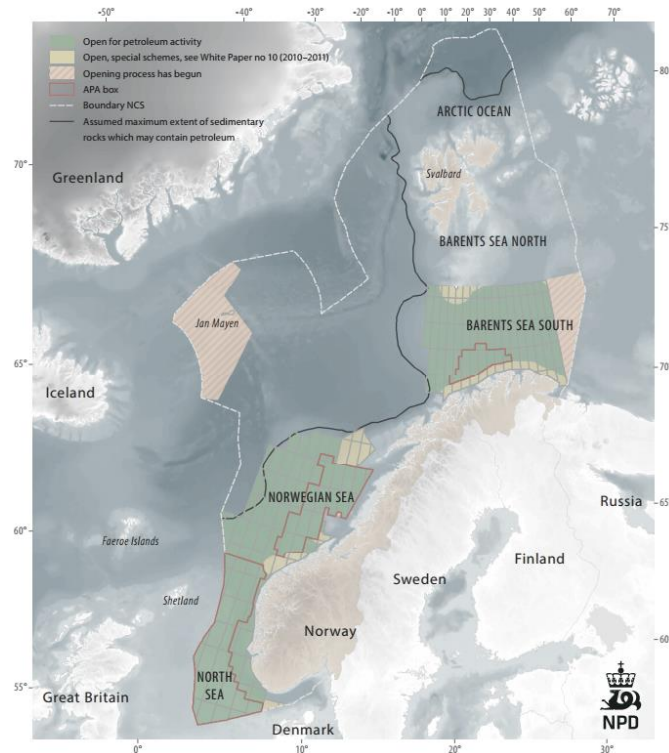 -50° -40° -30° -20° -10° 0° 10° 20° 30° 40° 50° 60° 70°
Open for petroleum activity
Open, special schemes, see White Paper no 10 (2010–2011)
Opening process has begun
APA box
Boundary NCS
Assumed maximum extent of sedimentary
rocks which may contain petroleum
80°
ARCTIC OCEAN
70°
Greenland
Svalbard
75°
BARENTS SEA NORTH
Jan Mayen
BARENTS SEA SOUTH
65°
70°
Iceland
NORWEGIAN SEA
Russia
65°
60°
Faeroe Islands
Finland
Sweden
Shetland
Norway
60°
NORTH
SEA
55°
Great Britain
NPD
Denmark
0° 10° 20° 30°